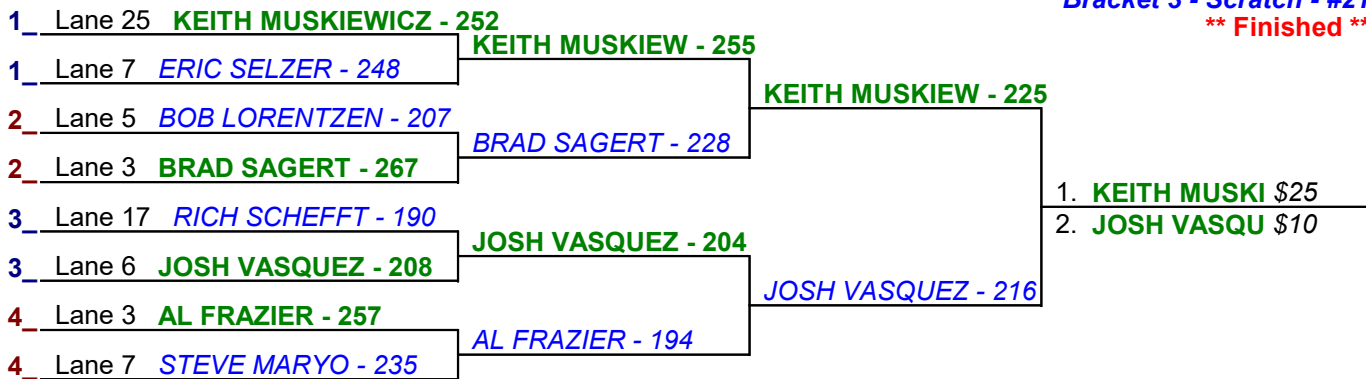 Bracket 3 - Scratch - #21
** Finished **
1_ Lane 25 KEITH MUSKIEWICZ - 252
1_ Lane 7 ERIC SELZER - 248
2_ Lane 5 BOB LORENTZEN - 207
2_ Lane 3 BRAD SAGERT - 267
3_ Lane 17 RICH SCHEFFT - 190
3_ Lane 6 JOSH VASQUEZ - 208
4_ Lane 3 AL FRAZIER - 257
4_ Lane 7 STEVE MARYO - 235
KEITH MUSKIEW - 255
BRAD SAGERT - 228
JOSH VASQUEZ - 204
AL FRAZIER - 194
KEITH MUSKIEW - 225
JOSH VASQUEZ - 216
1. KEITH MUSKI $25
2. JOSH VASQU $10